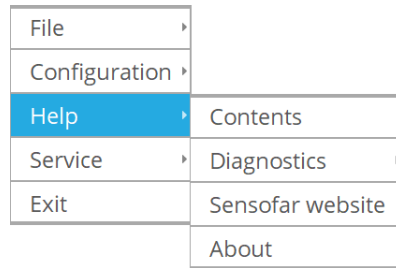 File
Configuration
Help
Service
Exit
Contents
Diagnostics
Sensofar website
About